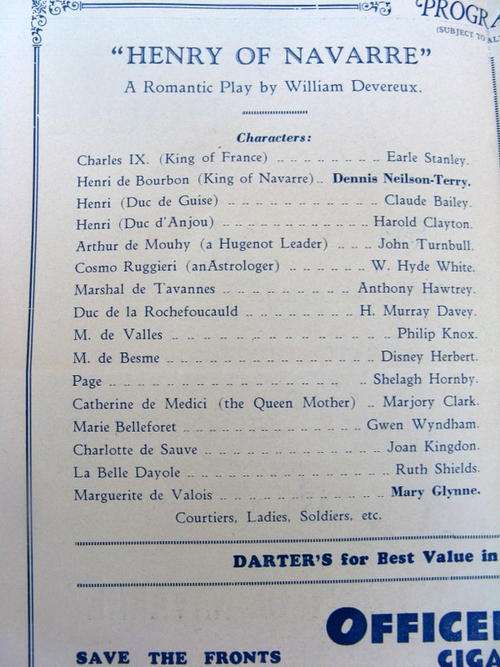 PROGRA
(SUBJECT TO AL
"HENRY OF NAVARRE"
A Romantic Play by William Devereux.
Characters:
Charles IX. (King of France) .. .. .. .. .. .. Earle Stanley.
Henri de Bourbon (King of Navarre) .. Dennis Neilson-Terry.
Henri (Duc de Guise) .. .. .. .. .. .. .. .. Claude Bailey.
Henri (Duc d'Anjou) .. .. .. .. .. .. .. .. Harold Clayton.
Arthur de Mouhy (a Hugenot Leader) .. .. .. John Turnbull.
Cosmo Ruggieri (anAstrologer) .. .. .. .. .. W. Hyde White.
Marshal de Tavannes .. .. .. .. .. .. .. Anthony Hawtrey.
Duc de la Rochefoucauld .. .. .. .. .. .. H. Murray Davey.
M. de Valles .. .. .. .. .. .. .. .. .. .. .. Philip Knox.
M. de Besme .. .. .. .. .. .. .. .. .. .. Disney Herbert.
Page .. .. .. .. .. .. .. .. .. .. .. .. Shelagh Hornby.
Catherine de Medici (the Queen Mother) .. Marjory Clark.
Marie Belleforet .. .. .. .. .. .. .. .. .. Gwen Wyndham.
Charlotte de Sauve .. .. .. .. .. .. .. .. Joan Kingdon.
La Belle Dayole .. .. .. .. .. .. .. .. .. .. Ruth Shields.
Marguerite de Valois .. .. .. .. .. .. .. .. Mary Glynne.
Courtiers, Ladies, Soldiers, etc.
DARTER'S for Best Value in
OFFICE
SAVE THE FRONTS CIGA